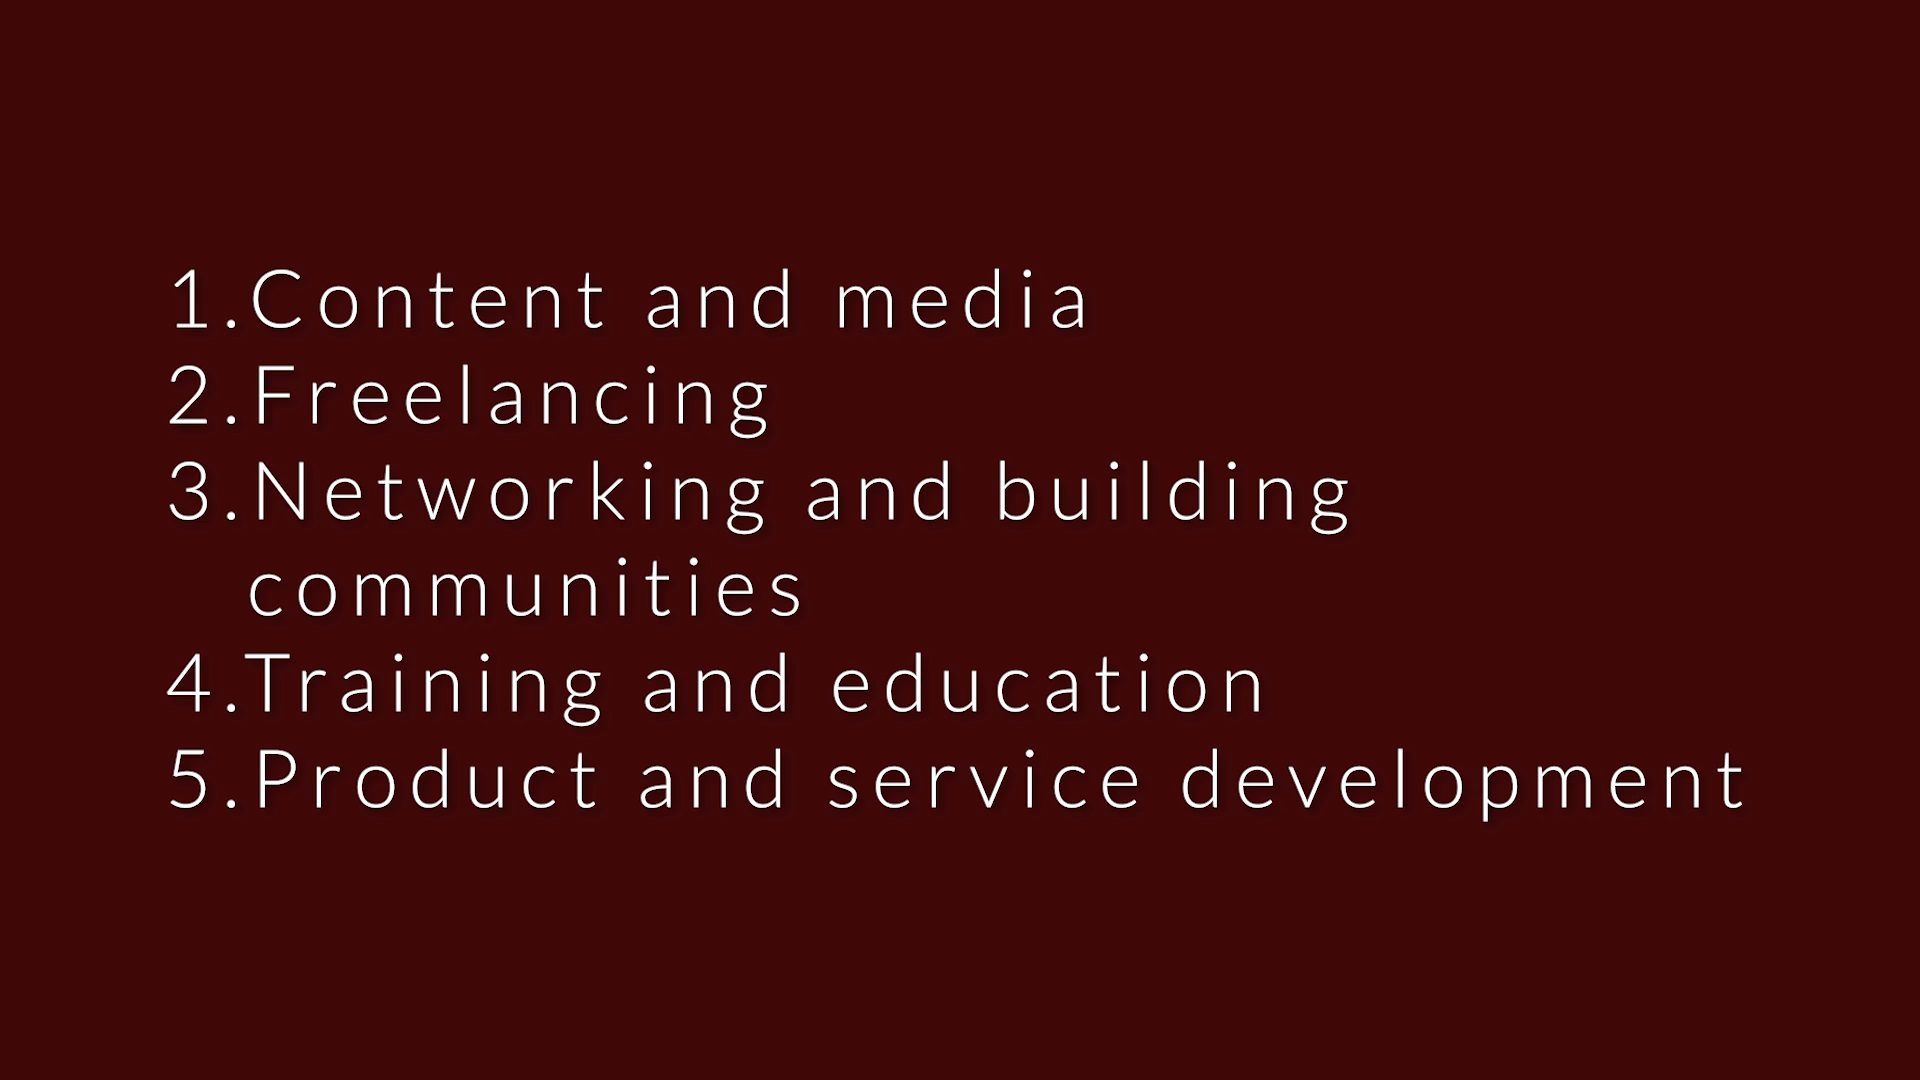 1.Content and media
2.Freelancing
3.Networking and building
communities
4.Training and education
5.Product and service development